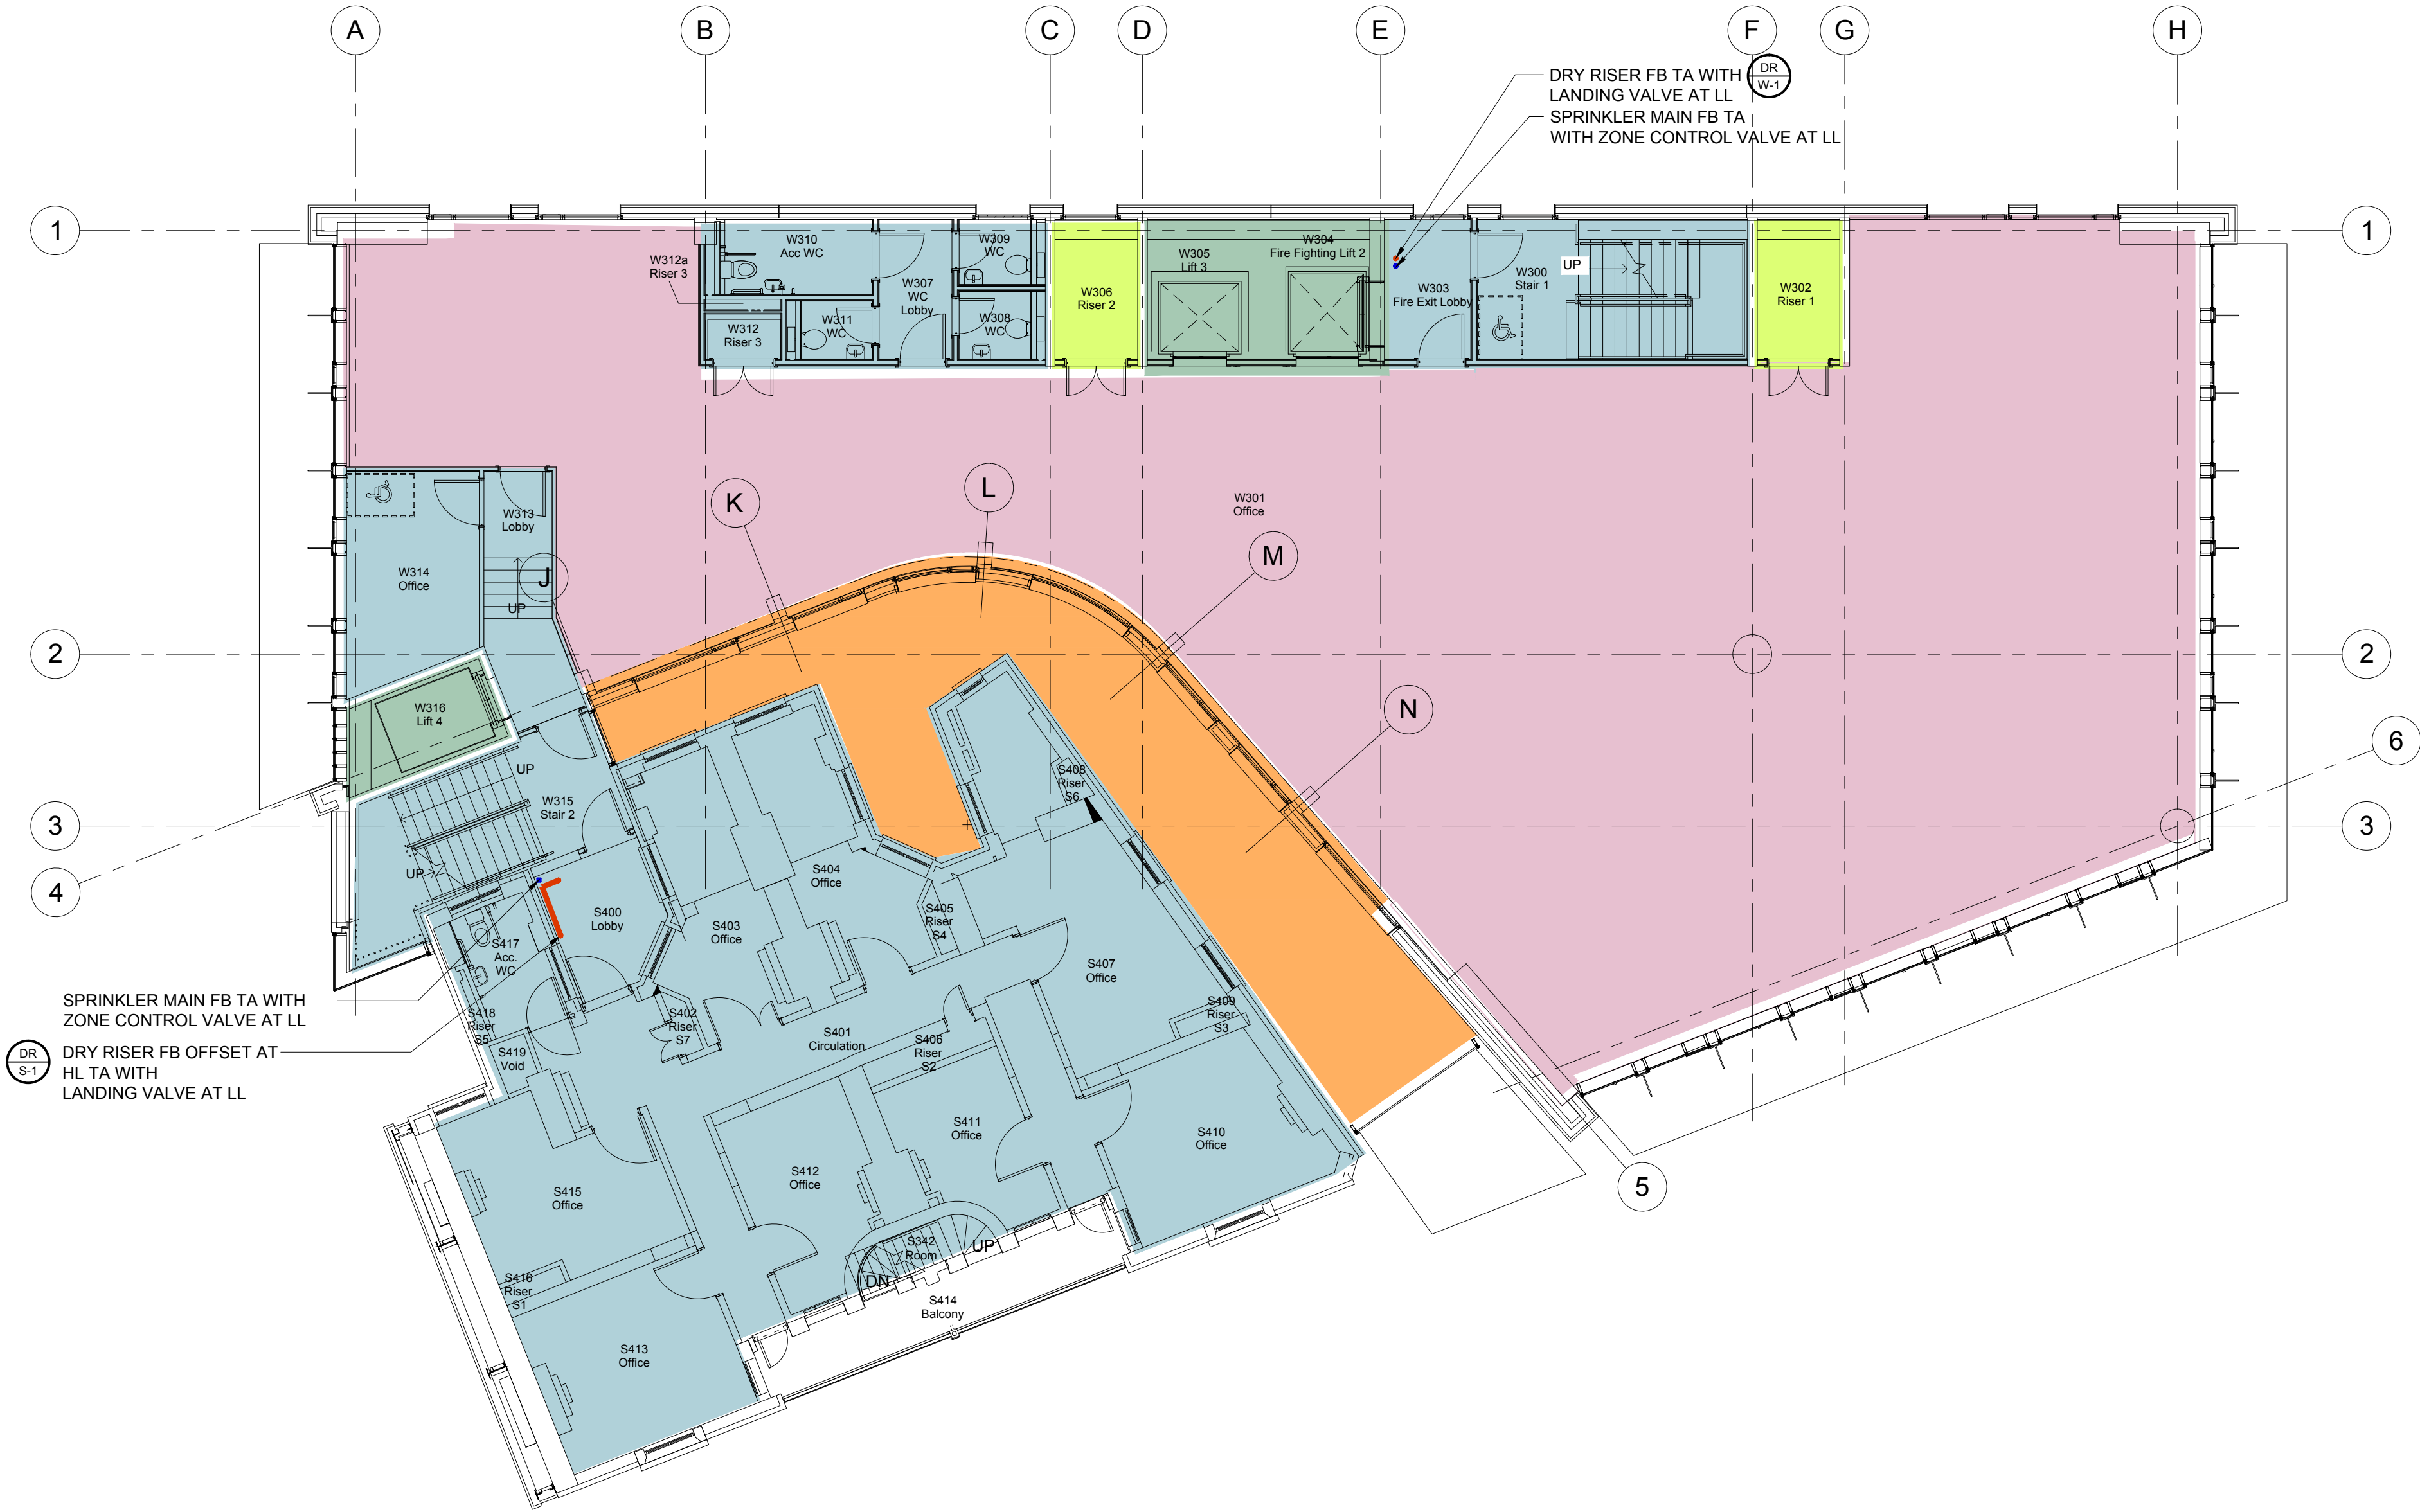 A
B
C
D
E
F
G
H
DRY RISER FB TA WITH
LANDING VALVE AT LL
DR
W-1
SPRINKLER MAIN FB TA
WITH ZONE CONTROL VALVE AT LL
1
1
W310
Acc WC
W309
WC
W312a
Riser 3
W307
WC
Lobby
W306
Riser 2
W305
Lift 3
W304
Fire Fighting Lift 2
W303
Fire Exit Lobby
W300
Stair 1
UP
W302
Riser 1
W312
Riser 3
W311
WC
W308
WC
K
L
W301
Office
M
W313
Lobby
W314
Office
J
UP
2
2
N
W316
Lift 4
6
UP
W315
Stair 2
S408
Riser
S6
3
3
4
UP
S404
Office
S400
Lobby
S403
Office
S405
Riser
S4
S417
Acc.
WC
S407
Office
SPRINKLER MAIN FB TA WITH
ZONE CONTROL VALVE AT LL
S418
Riser
S5
S402
Riser
S7
S401
Circulation
S409
Riser
S3
DR
S-1
DRY RISER FB OFFSET AT
HL TA WITH
LANDING VALVE AT LL
S419
Void
S406
Riser
S2
S411
Office
S410
Office
S412
Office
S415
Office
5
S342
Room
UP
DN
S416
Riser
S1
S414
Balcony
S413
Office